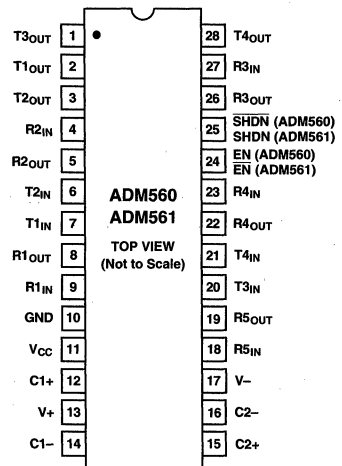 T3OUT 1 28 T4OUT
T1OUT 2 27 R3IN
T2OUT 3 26 R3OUT
R2IN 4 25 S̅H̅D̅N̅ (ADM560)
SHDN (ADM561)
R2OUT 5 24 EN (ADM560)
E̅N̅ (ADM561)
T2IN 6 23 R4IN
ADM560
ADM561
T1IN 7 22 R4OUT
TOP VIEW
(Not to Scale)
R1OUT 8 21 T4IN
R1IN 9 20 T3IN
GND 10 19 R5OUT
VCC 11 18 R5IN
C1+ 12 17 V–
V+ 13 16 C2–
C1– 14 15 C2+